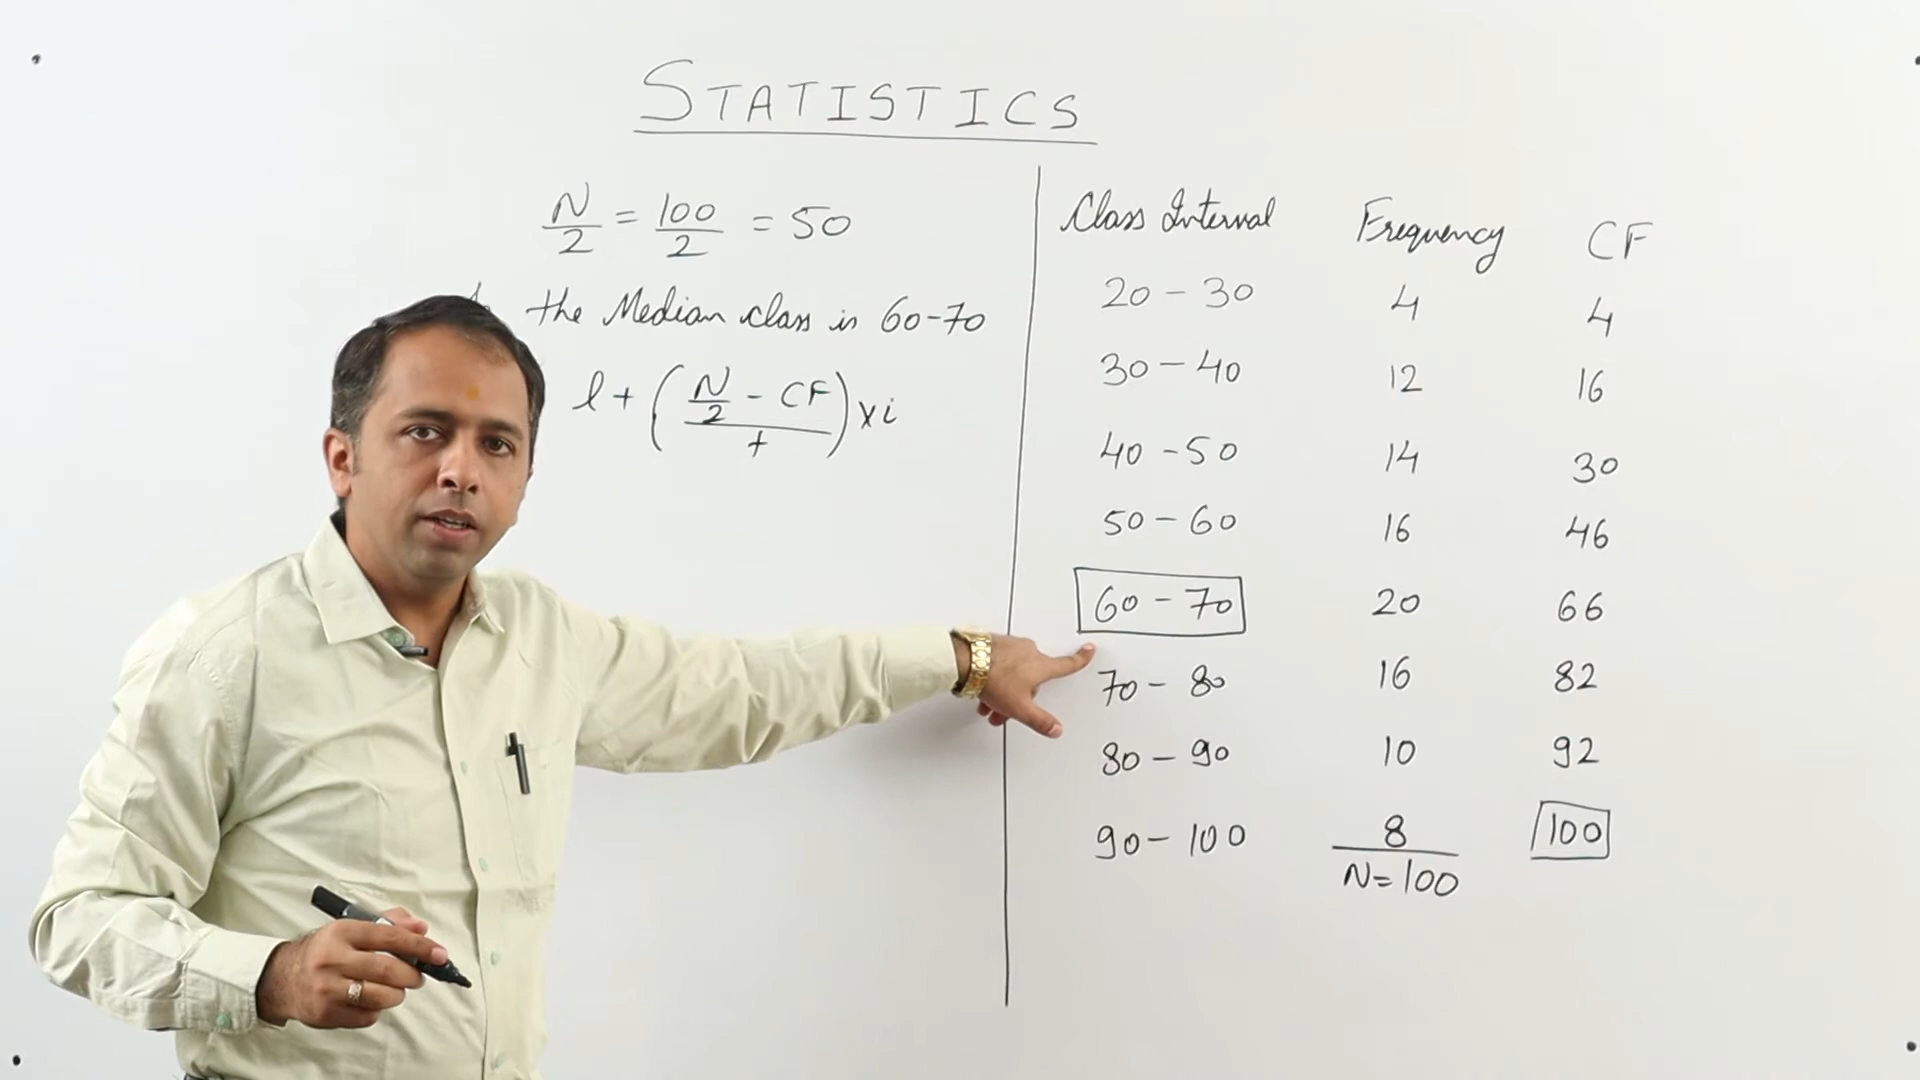 STATISTICS
N/2 = 100/2 = 50
the Median class is 60-70
l + ((N/2 - CF)/f) x i
Class Interval Frequency CF
20 - 30 4 4
30 - 40 12 16
40 - 50 14 30
50 - 60 16 46
60 - 70 20 66
70 - 80 16 82
80 - 90 10 92
90 - 100 8 100
N=100